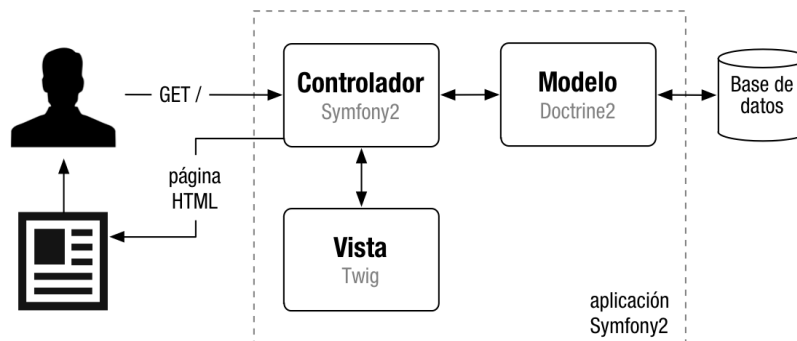 GET /
Controlador
Symfony2
Modelo
Doctrine2
Base de
datos
página
HTML
Vista
Twig
aplicación
Symfony2